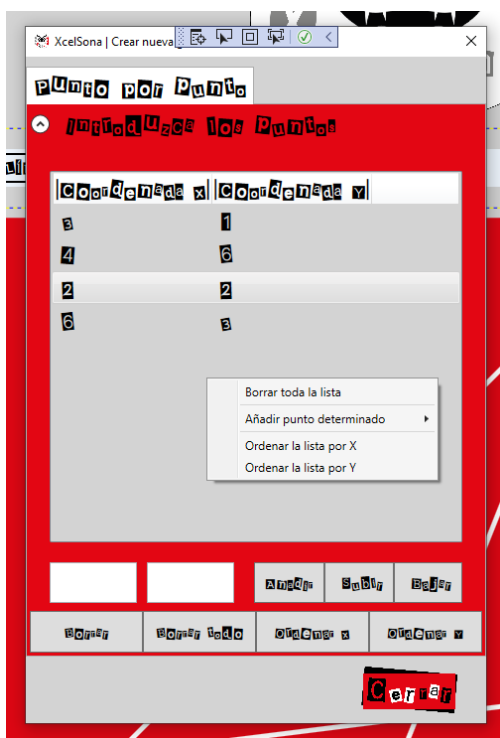 XcelSona | Crear nueva
Punto por Punto
Introduzca los Puntos
Coordenada X Coordenada Y
3 1
4 6
2 2
6 3
Borrar toda la lista
Añadir punto determinado
Ordenar la lista por X
Ordenar la lista por Y
Anadir Subir Bajar
Borrar Borrar todo Ordenar X Ordenar Y
Cerrar